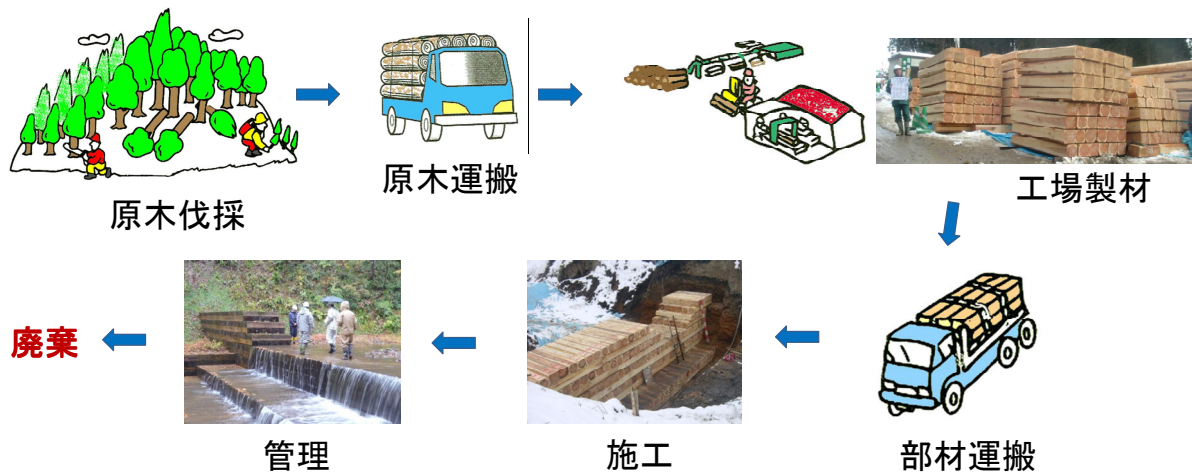 原木伐採
原木運搬
工場製材
部材運搬
施工
管理
廃棄